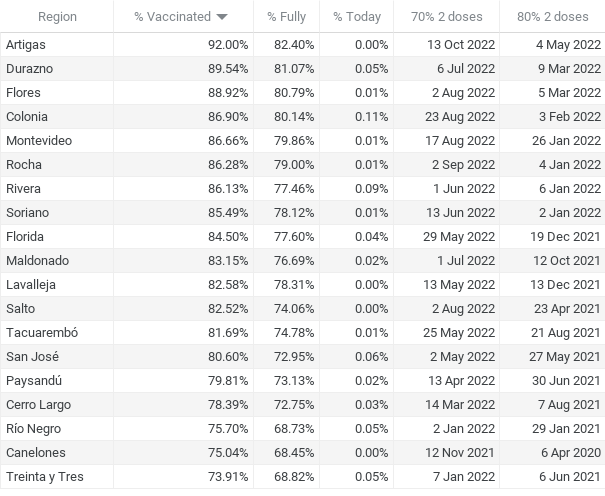 Region % Vaccinated % Fully % Today 70% 2 doses 80% 2 doses
Artigas 92.00% 82.40% 0.00% 13 Oct 2022 4 May 2022
Durazno 89.54% 81.07% 0.05% 6 Jul 2022 9 Mar 2022
Flores 88.92% 80.79% 0.01% 2 Aug 2022 5 Mar 2022
Colonia 86.90% 80.14% 0.11% 23 Aug 2022 3 Feb 2022
Montevideo 86.66% 79.86% 0.01% 17 Aug 2022 26 Jan 2022
Rocha 86.28% 79.00% 0.01% 2 Sep 2022 4 Jan 2022
Rivera 86.13% 77.46% 0.09% 1 Jun 2022 6 Jan 2022
Soriano 85.49% 78.12% 0.01% 13 Jun 2022 2 Jan 2022
Florida 84.50% 77.60% 0.04% 29 May 2022 19 Dec 2021
Maldonado 83.15% 76.69% 0.02% 1 Jul 2022 12 Oct 2021
Lavalleja 82.58% 78.31% 0.00% 13 May 2022 13 Dec 2021
Salto 82.52% 74.06% 0.00% 2 Aug 2022 23 Apr 2021
Tacuarembó 81.69% 74.78% 0.01% 25 May 2022 21 Aug 2021
San José 80.60% 72.95% 0.06% 2 May 2022 27 May 2021
Paysandú 79.81% 73.13% 0.02% 13 Apr 2022 30 Jun 2021
Cerro Largo 78.39% 72.75% 0.03% 14 Mar 2022 7 Aug 2021
Río Negro 75.70% 68.73% 0.05% 2 Jan 2022 29 Jan 2021
Canelones 75.04% 68.45% 0.00% 12 Nov 2021 6 Apr 2020
Treinta y Tres 73.91% 68.82% 0.05% 7 Jan 2022 6 Jun 2021